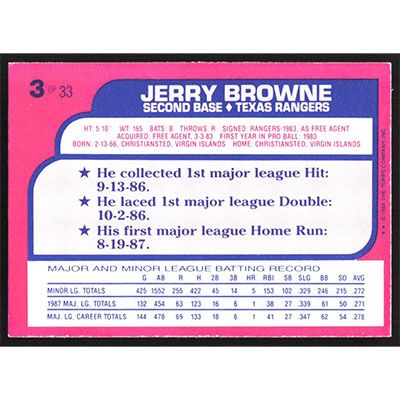 3 OF 33
JERRY BROWNE
SECOND BASE ♦ TEXAS RANGERS
HT: 5'10" WT: 165 BATS: B THROWS: R SIGNED: RANGERS-1983, AS FREE AGENT
ACQUIRED: FREE AGENT, 3-3-83 FIRST YEAR IN PRO BALL: 1983
BORN: 2-13-66, CHRISTIANSTED, VIRGIN ISLANDS HOME: CHRISTIANSTED, VIRGIN ISLANDS
★ He collected 1st major league Hit:
9-13-86.
★ He laced 1st major league Double:
10-2-86.
★ His first major league Home Run:
8-19-87.
MAJOR AND MINOR LEAGUE BATTING RECORD
G AB R H 2B 3B HR RBI SB SLG BB SO AVG
MINOR LG. TOTALS 425 1552 255 422 45 14 5 153 102 .329 246 215 .272
1987 MAJ. LG. TOTALS 132 454 63 123 16 6 1 38 27 .339 61 50 .271
MAJ. LG. CAREER TOTALS 144 478 69 133 18 6 1 41 27 .347 62 54 .278
★★ © 1988 THE TOPPS COMPANY, INC.